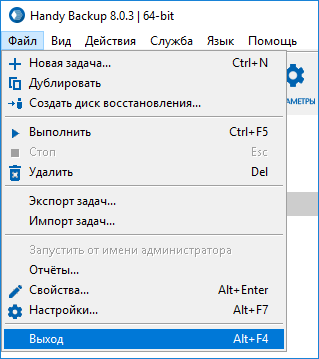 Handy Backup 8.0.3 | 64-bit
Файл Вид Действия Служба Язык Помощь
Новая задача... Ctrl+N
Дублировать
Создать диск восстановления...
АМЕТРЫ
Выполнить Ctrl+F5
Стоп Esc
Удалить Del
Экспорт задач...
Импорт задач...
Запустить от имени администратора
Отчёты...
Свойства... Alt+Enter
Настройки... Alt+F7
Выход Alt+F4